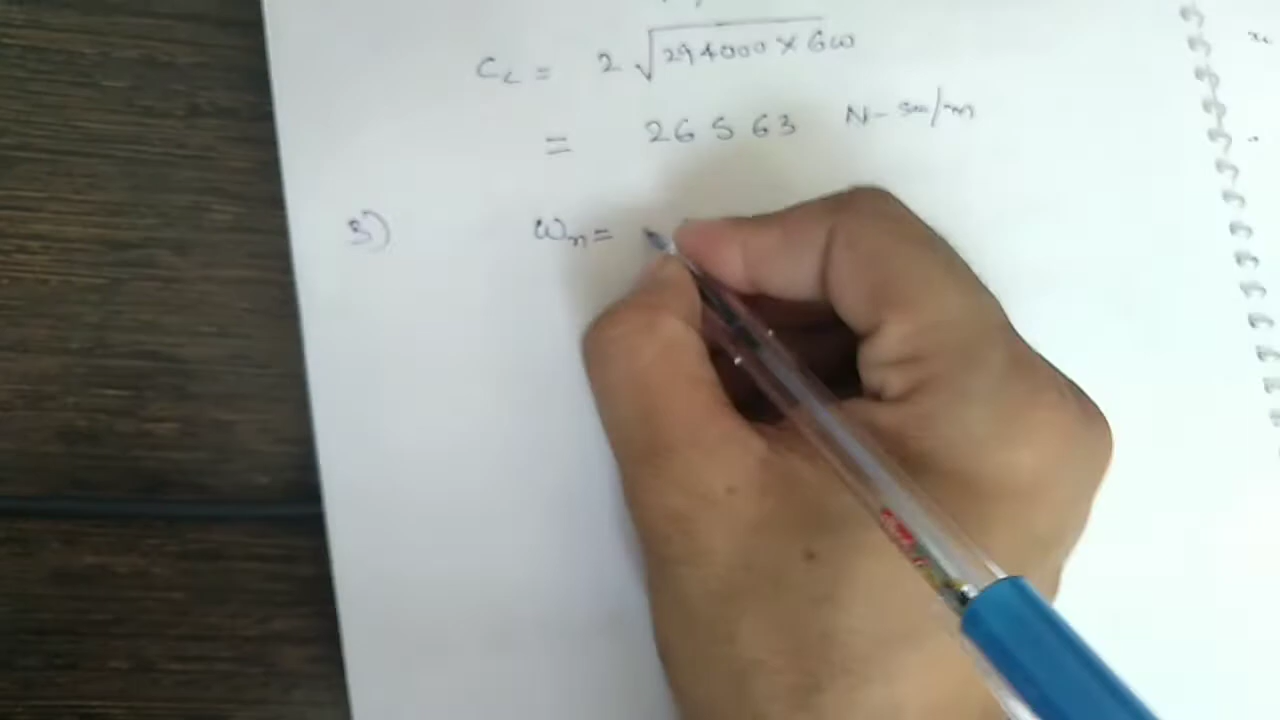 C_c = 2 √294000 × 600
= 26563 N-sec/m
3) ω_n =